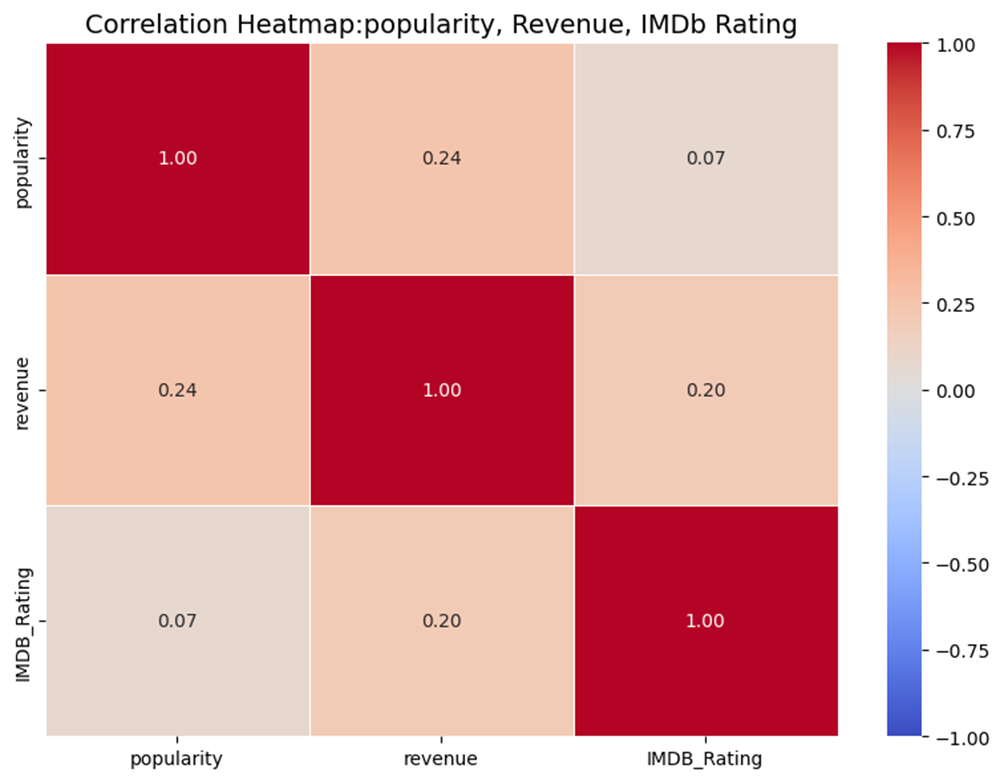 Correlation Heatmap:popularity, Revenue, IMDb Rating
popularity
1.00
0.24
0.07
revenue
0.24
1.00
0.20
IMDB_Rating
0.07
0.20
1.00
popularity
revenue
IMDB_Rating
1.00
0.75
0.50
0.25
0.00
−0.25
−0.50
−0.75
−1.00